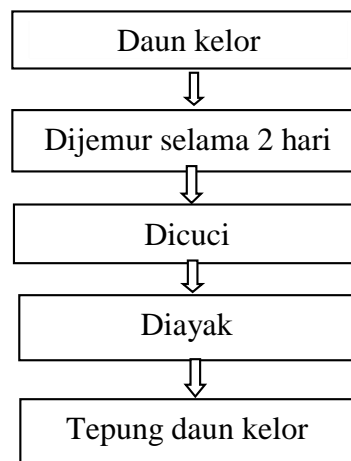 Daun kelor
Dijemur selama 2 hari
Dicuci
Diayak
Tepung daun kelor